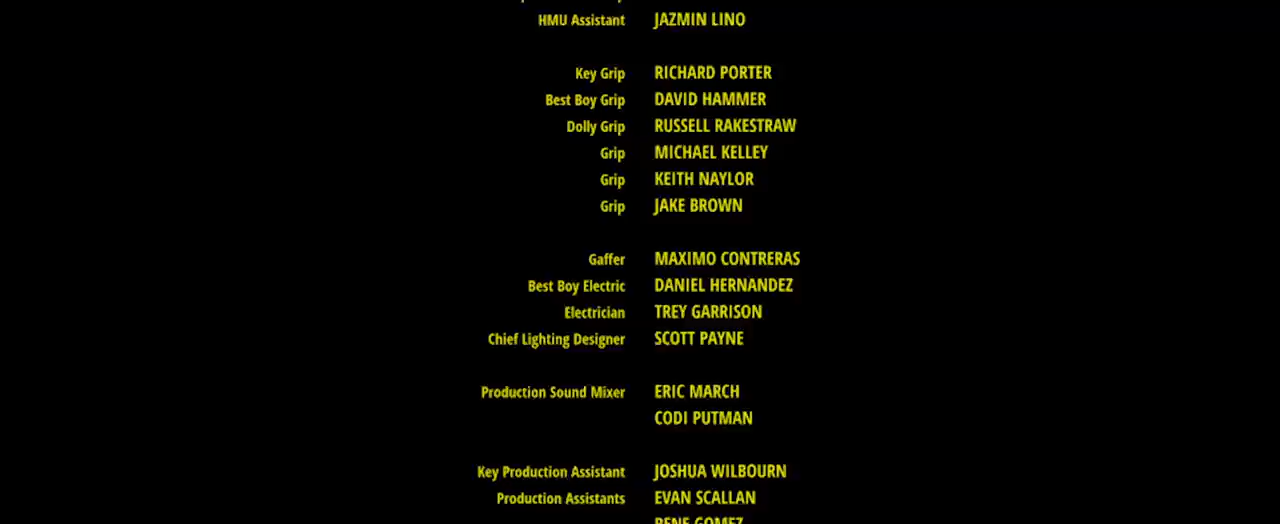 HMU Assistant JAZMIN LINO
Key Grip RICHARD PORTER
Best Boy Grip DAVID HAMMER
Dolly Grip RUSSELL RAKESTRAW
Grip MICHAEL KELLEY
Grip KEITH NAYLOR
Grip JAKE BROWN
Gaffer MAXIMO CONTRERAS
Best Boy Electric DANIEL HERNANDEZ
Electrician TREY GARRISON
Chief Lighting Designer SCOTT PAYNE
Production Sound Mixer ERIC MARCH
CODI PUTMAN
Key Production Assistant JOSHUA WILBOURN
Production Assistants EVAN SCALLAN
RENE GOMEZ